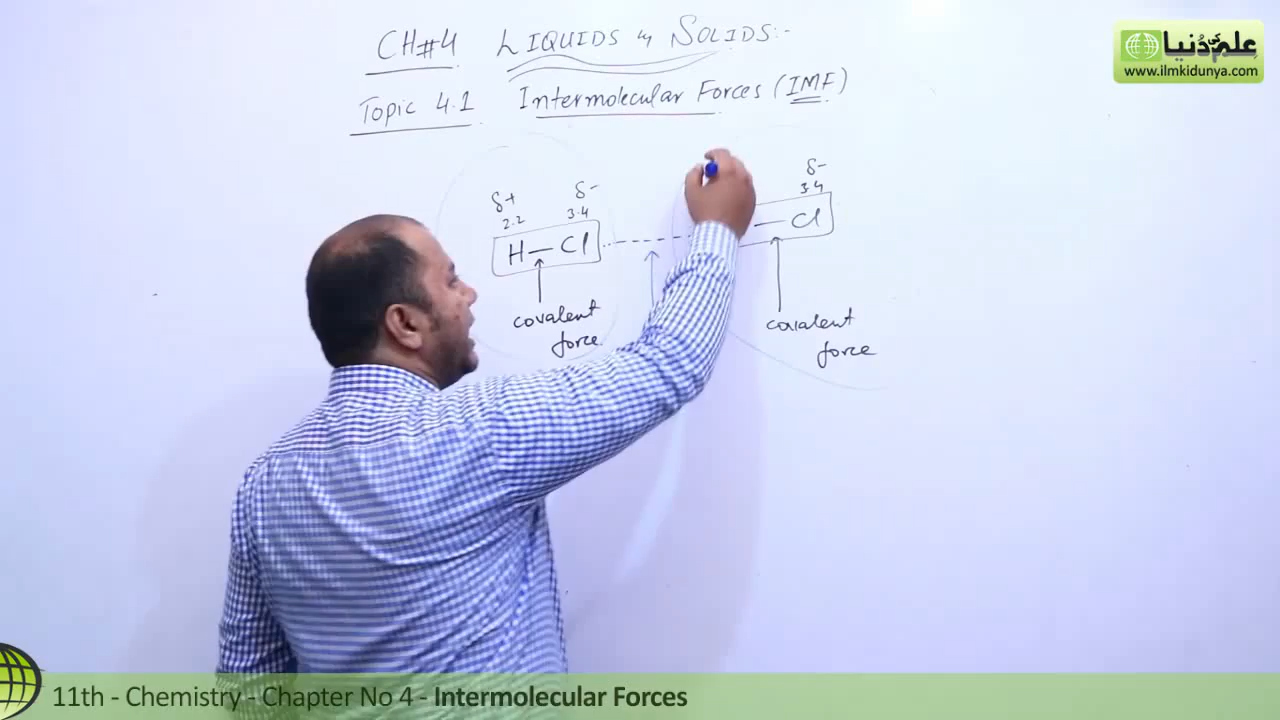 CH#4 LIQUIDS & SOLIDS:-
علم کی دُنیا
www.ilmkidunya.com
Topic 4.1 Intermolecular Forces (IMF)
δ+ δ- δ-
2.2 3.4 3.4
H—Cl ----- —Cl
covalent force
covalent force
11th - Chemistry - Chapter No 4 - Intermolecular Forces